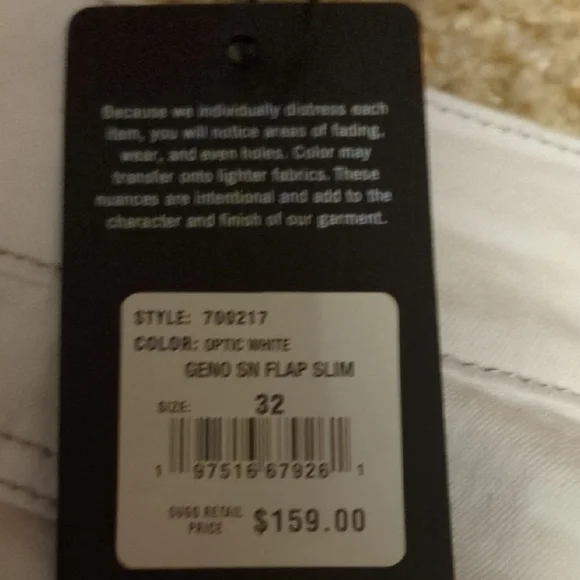 Because we individually distress each
item, you will notice areas of fading,
wear, and even holes. Color may
transfer onto lighter fabrics. These
nuances are intentional and add to the
character and finish of our garment.
STYLE: 700217
COLOR: OPTIC WHITE
GENO SN FLAP SLIM
SIZE: 32
1 97516 67926 1
SUGG RETAIL
PRICE $159.00